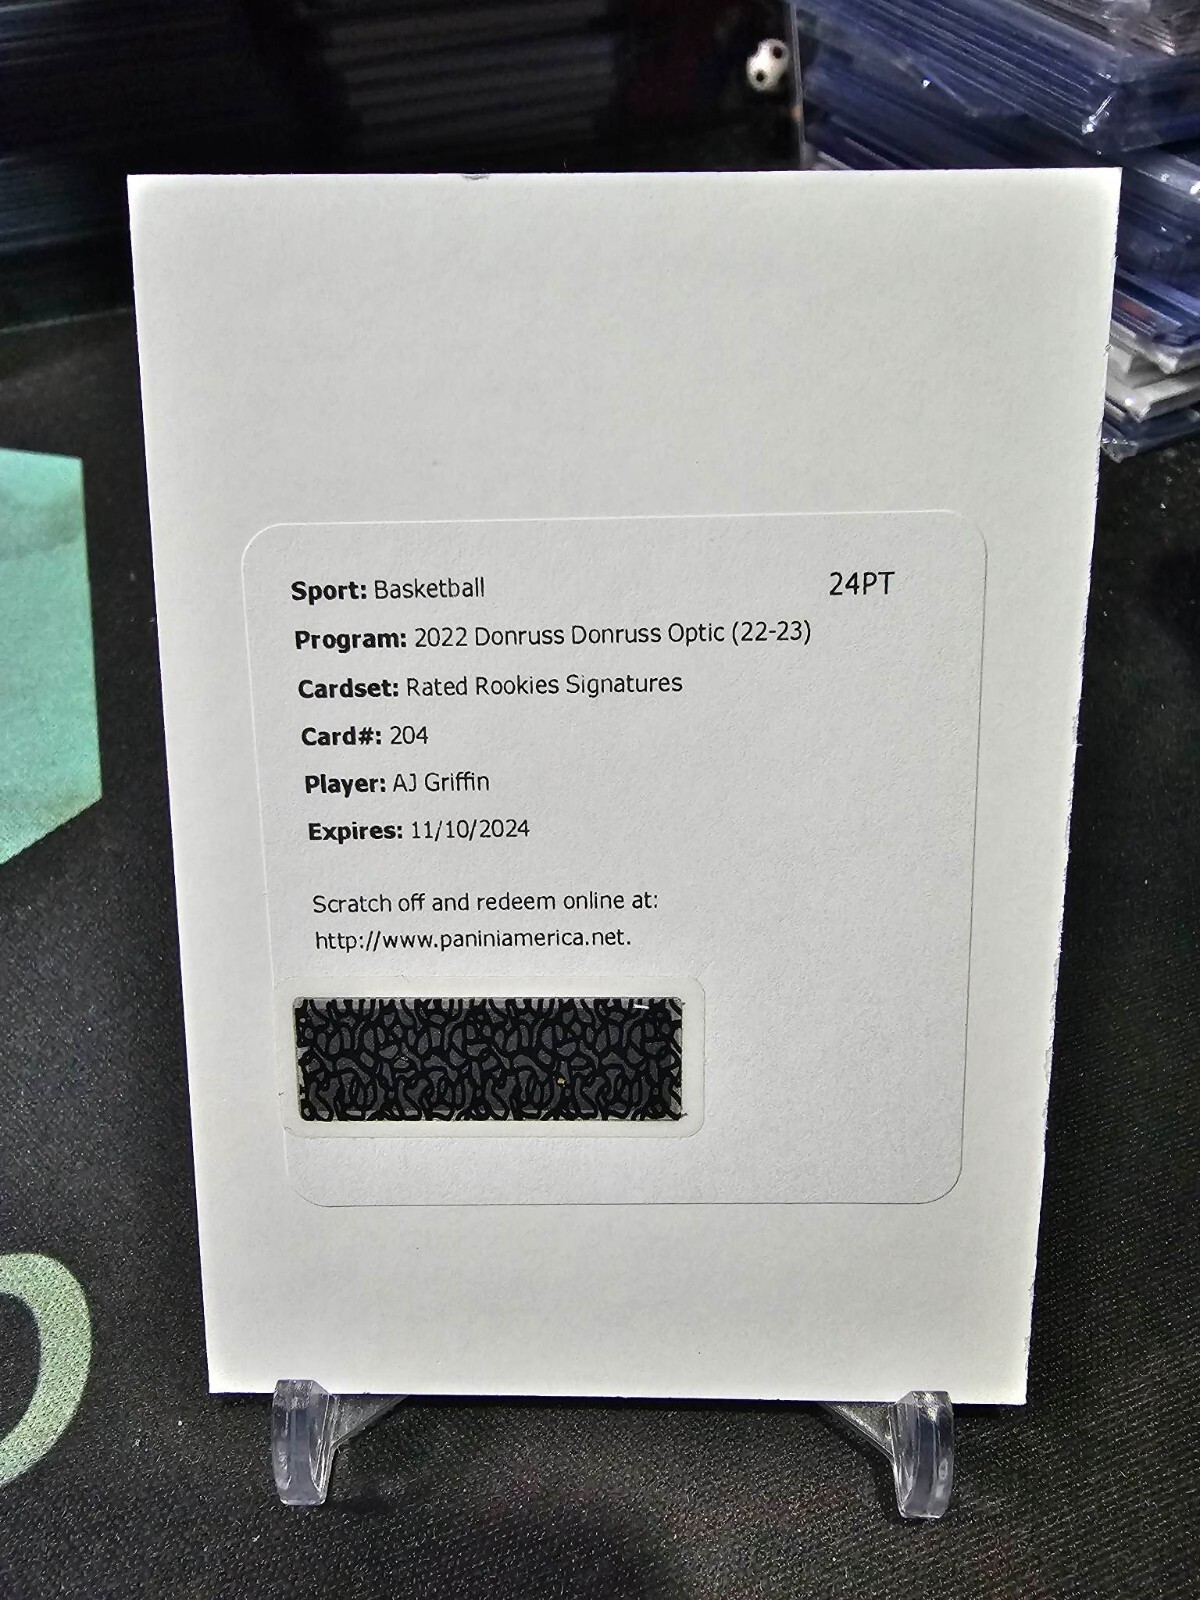 Sport: Basketball 24PT
Program: 2022 Donruss Donruss Optic (22-23)
Cardset: Rated Rookies Signatures
Card#: 204
Player: AJ Griffin
Expires: 11/10/2024
Scratch off and redeem online at:
http://www.paniniamerica.net.